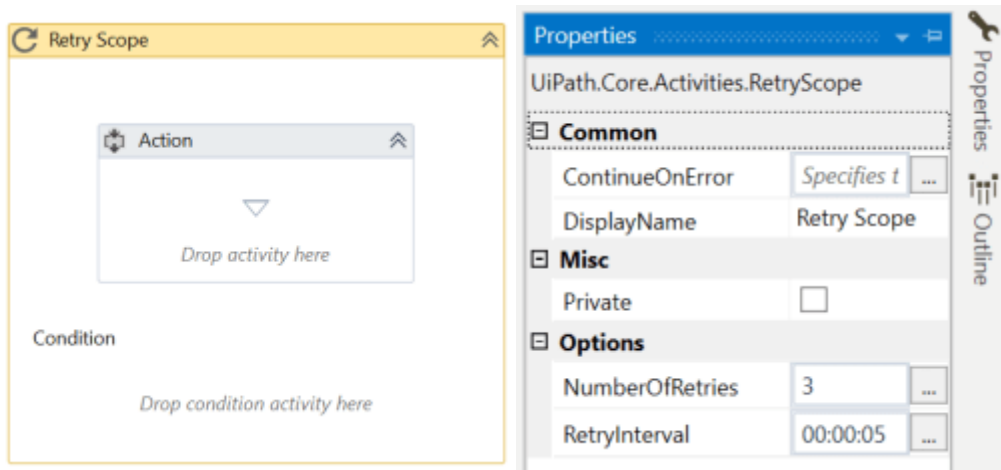 Retry Scope
Action
Drop activity here
Condition
Drop condition activity here
Properties
UiPath.Core.Activities.RetryScope
Common
ContinueOnError Specifies t ...
DisplayName Retry Scope
Misc
Private
Options
NumberOfRetries 3 ...
RetryInterval 00:00:05 ...
Properties
Outline